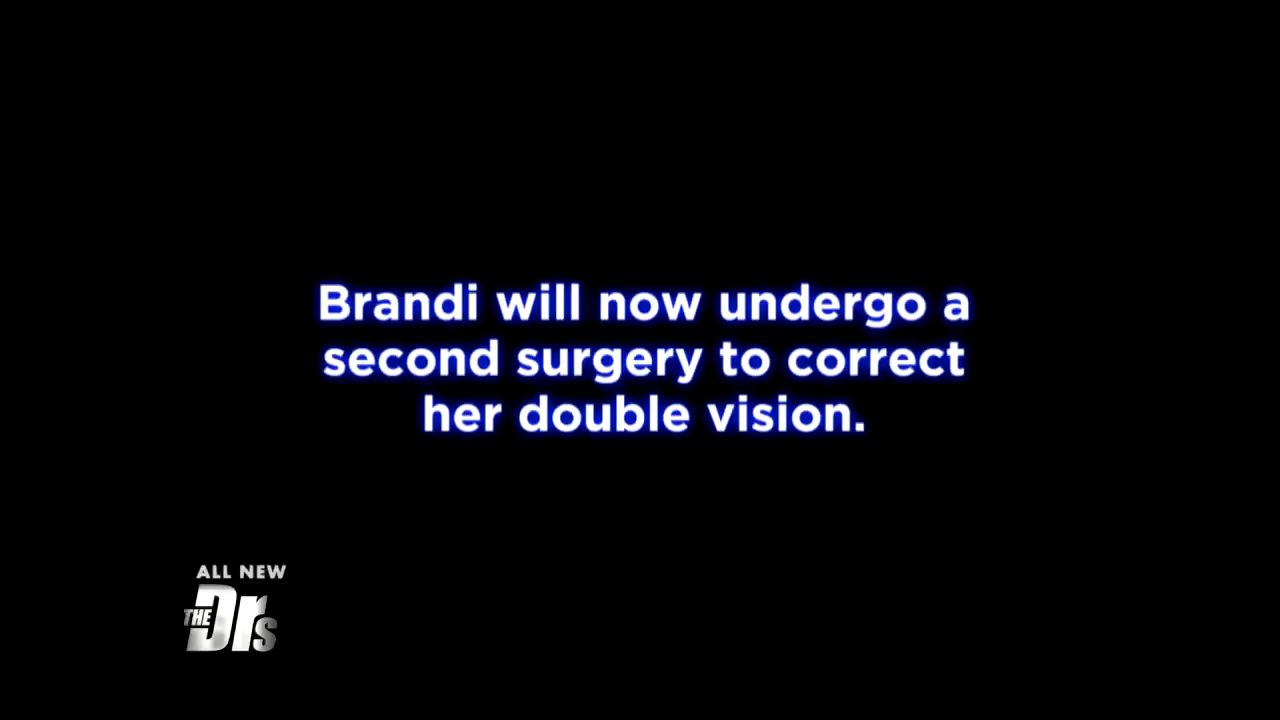 Brandi will now undergo a
second surgery to correct
her double vision.
ALL NEW
THE Drs